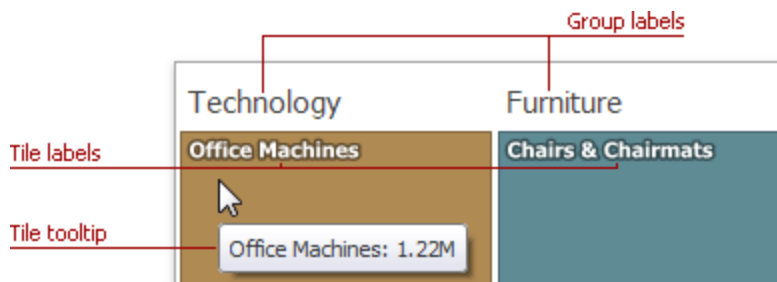 Group labels
Technology
Furniture
Tile labels
Office Machines
Chairs & Chairmats
Tile tooltip
Office Machines: 1.22M